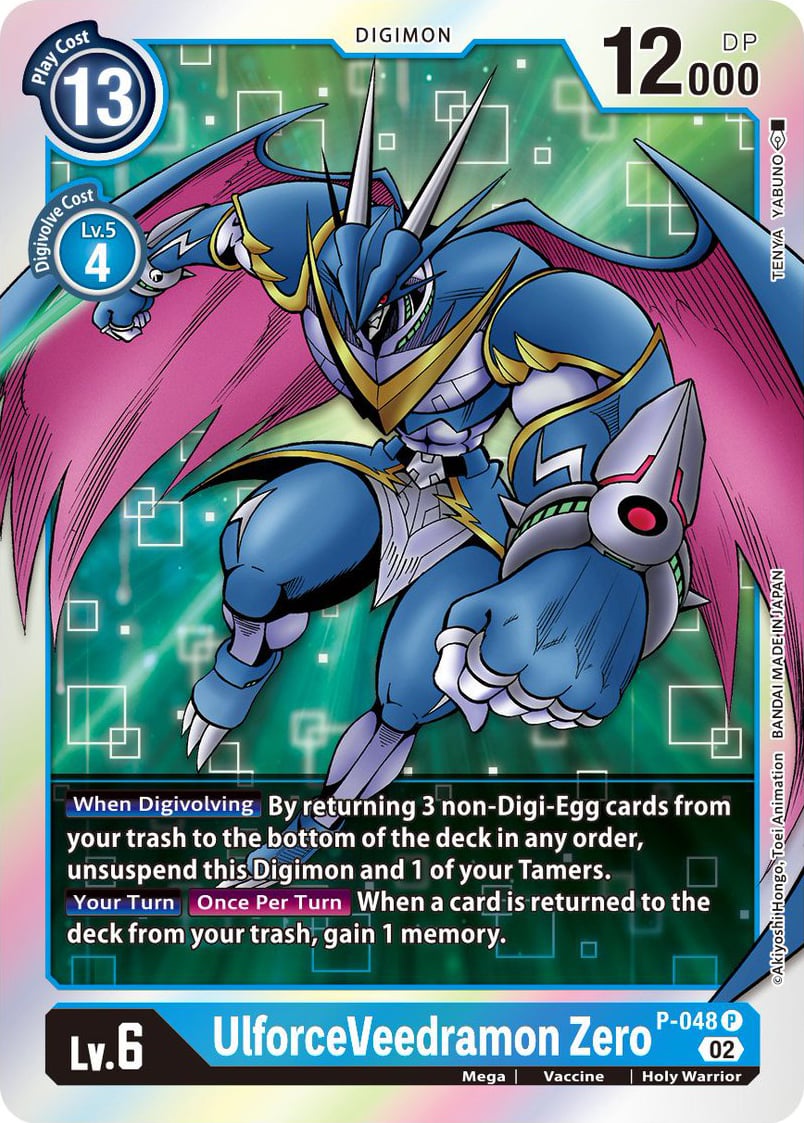 DIGIMON
Play Cost
13
12000
DP
Digivolve Cost
Lv.5
4
TENYA YABUNO
When Digivolving By returning 3 non-Digi-Egg cards from
your trash to the bottom of the deck in any order,
unsuspend this Digimon and 1 of your Tamers.
Your Turn Once Per Turn When a card is returned to the
deck from your trash, gain 1 memory.
©Akiyoshi Hongo, Toei Animation BANDAI MADE IN JAPAN
Lv.6
UlforceVeedramon Zero
P-048 P
02
Mega | Vaccine | Holy Warrior